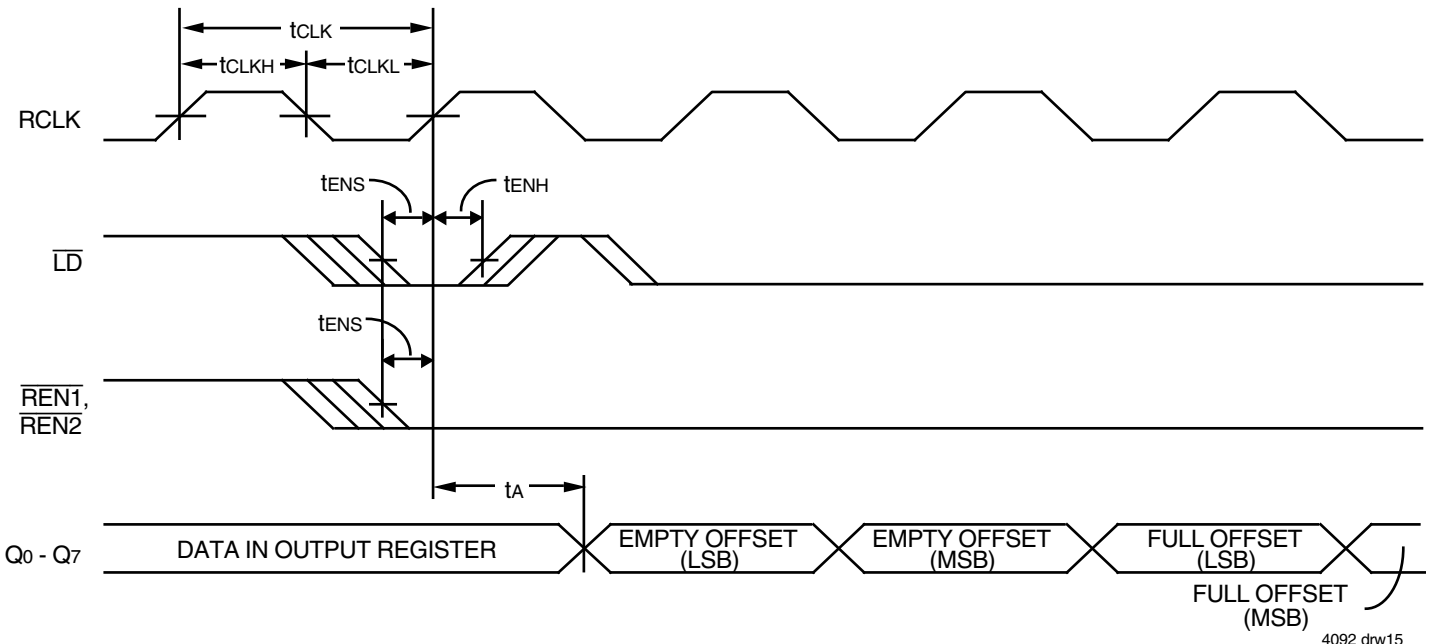 tCLK
tCLKH
tCLKL
RCLK
tENS
tENH
LD
tENS
REN1,
REN2
tA
Q0 - Q7
DATA IN OUTPUT REGISTER
EMPTY OFFSET
(LSB)
EMPTY OFFSET
(MSB)
FULL OFFSET
(LSB)
FULL OFFSET
(MSB)
4092 drw15